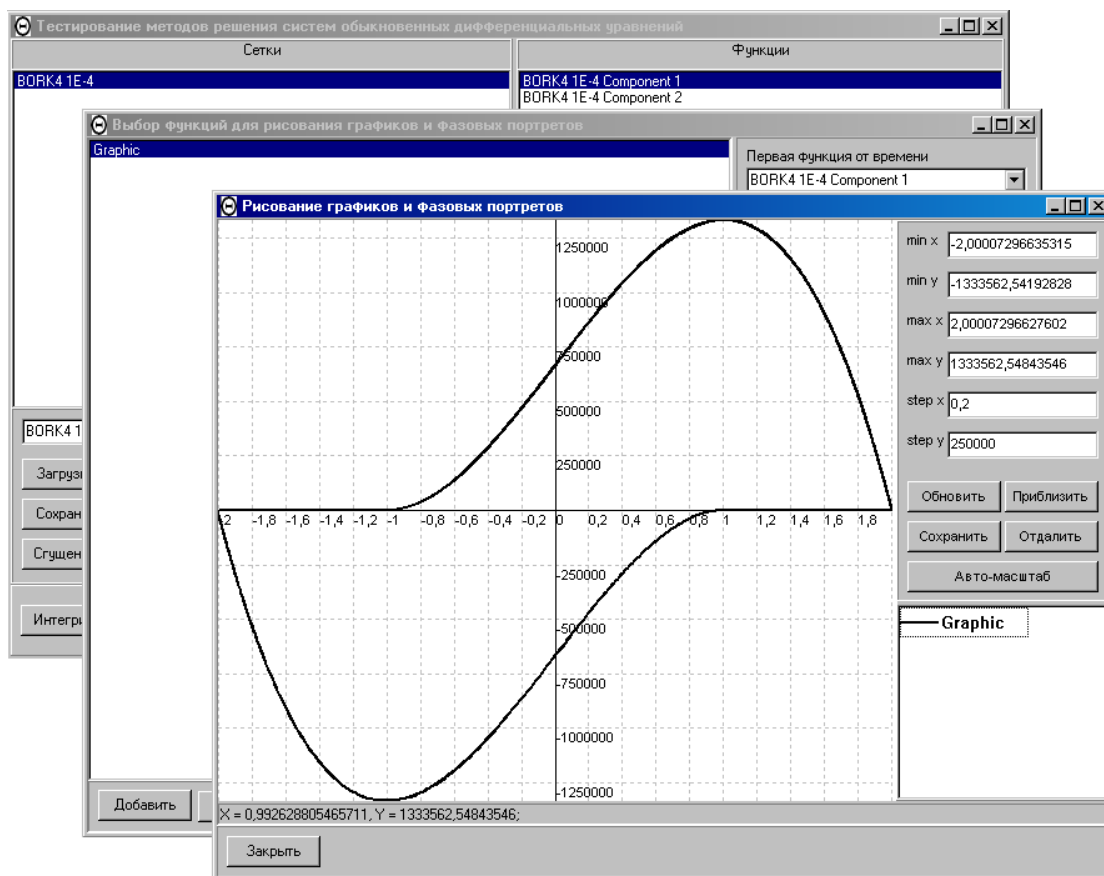 Тестирование методов решения систем обыкновенных дифференциальных уравнений
Сетки
Функции
BORK4 1E-4
BORK4 1E-4 Component 1
BORK4 1E-4 Component 2
Выбор функций для рисования графиков и фазовых портретов
Graphic
Первая функция от времени
BORK4 1E-4 Component 1
Рисование графиков и фазовых портретов
1250000
1000000
750000
500000
250000
-2 -1,8 -1,6 -1,4 -1,2 -1 -0,8 -0,6 -0,4 -0,2 0 0,2 0,4 0,6 0,8 1 1,2 1,4 1,6 1,8
-250000
-500000
-750000
-1000000
-1250000
min x -2,00007296635315
min y -1333562,54192828
max x 2,00007296627602
max y 1333562,54843546
step x 0,2
step y 250000
Обновить Приблизить
Сохранить Отдалить
Авто-масштаб
Graphic
BORK4 1
Загрузи
Сохран
Сгущен
Интегри
Добавить
X = 0,992628805465711, Y = 1333562,54843546;
Закрыть